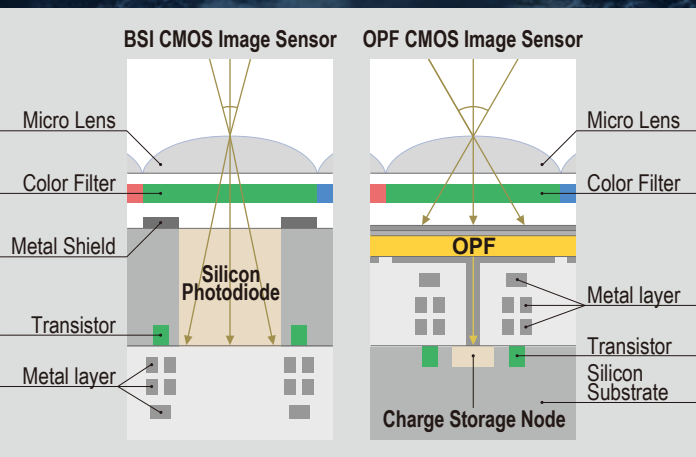 BSI CMOS Image Sensor
OPF CMOS Image Sensor
Micro Lens
Color Filter
Metal Shield
Silicon
Photodiode
Transistor
Metal layer
Micro Lens
Color Filter
OPF
Metal layer
Transistor
Silicon
Substrate
Charge Storage Node